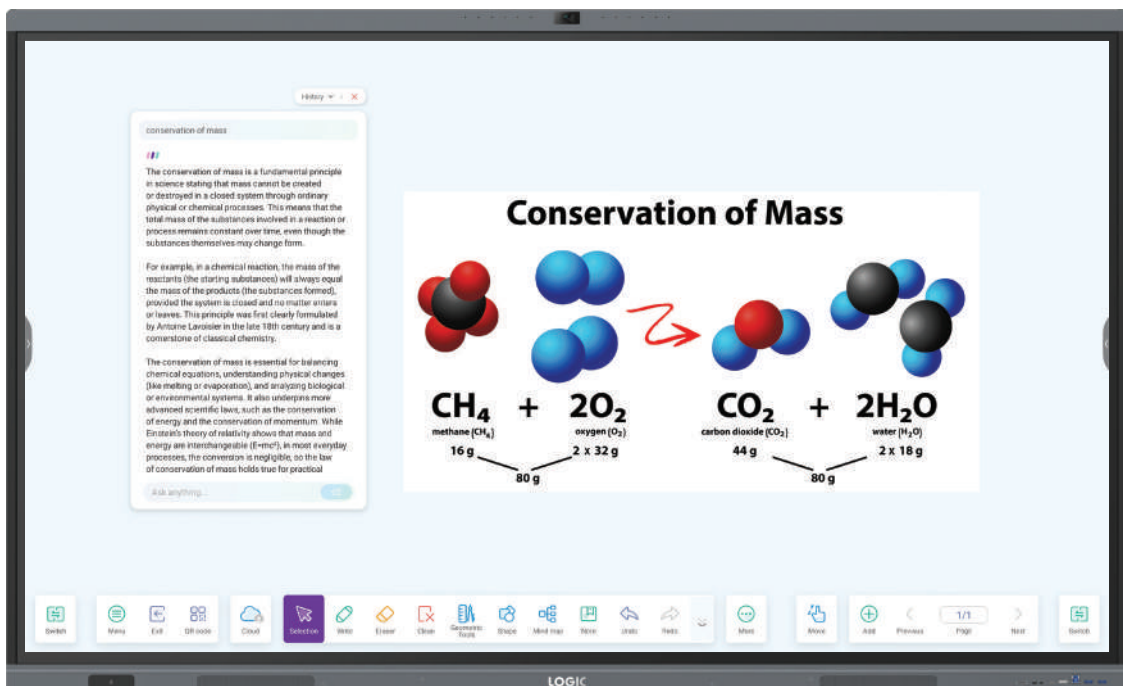 History
conservation of mass
The conservation of mass is a fundamental principle
in science stating that mass cannot be created
or destroyed in a closed system through ordinary
physical or chemical processes. This means that the
total mass of the substances involved in a reaction or
process remains constant over time, even though the
substances themselves may change form.
For example, in a chemical reaction, the mass of the
reactants (the starting substances) will always equal
the mass of the products (the substances formed),
provided the system is closed and no matter enters
or leaves. This principle was first clearly formulated
by Antoine Lavoisier in the late 18th century and is a
cornerstone of classical chemistry.
The conservation of mass is essential for balancing
chemical equations, understanding physical changes
(like melting or evaporation), and analyzing biological
or environmental systems. It also underpins more
advanced scientific laws, such as the conservation
of energy and the conservation of momentum. While
Einstein's theory of relativity shows that mass and
energy are interchangeable (E=mc²), in most everyday
processes, the conversion is negligible, so the law
of conservation of mass holds true for practical
Ask anything...
Conservation of Mass
CH₄ + 2O₂ CO₂ + 2H₂O
methane (CH₄) oxygen (O₂) carbon dioxide (CO₂) water (H₂O)
16 g 2 x 32 g 44 g 2 x 18 g
80 g 80 g
1/1
Switch Menu Exit QR code Cloud Selection Write Eraser Clean Geometric Tools Shape Mind map More Undo Redo More Move Add Previous Page Next Switch
LOGIC